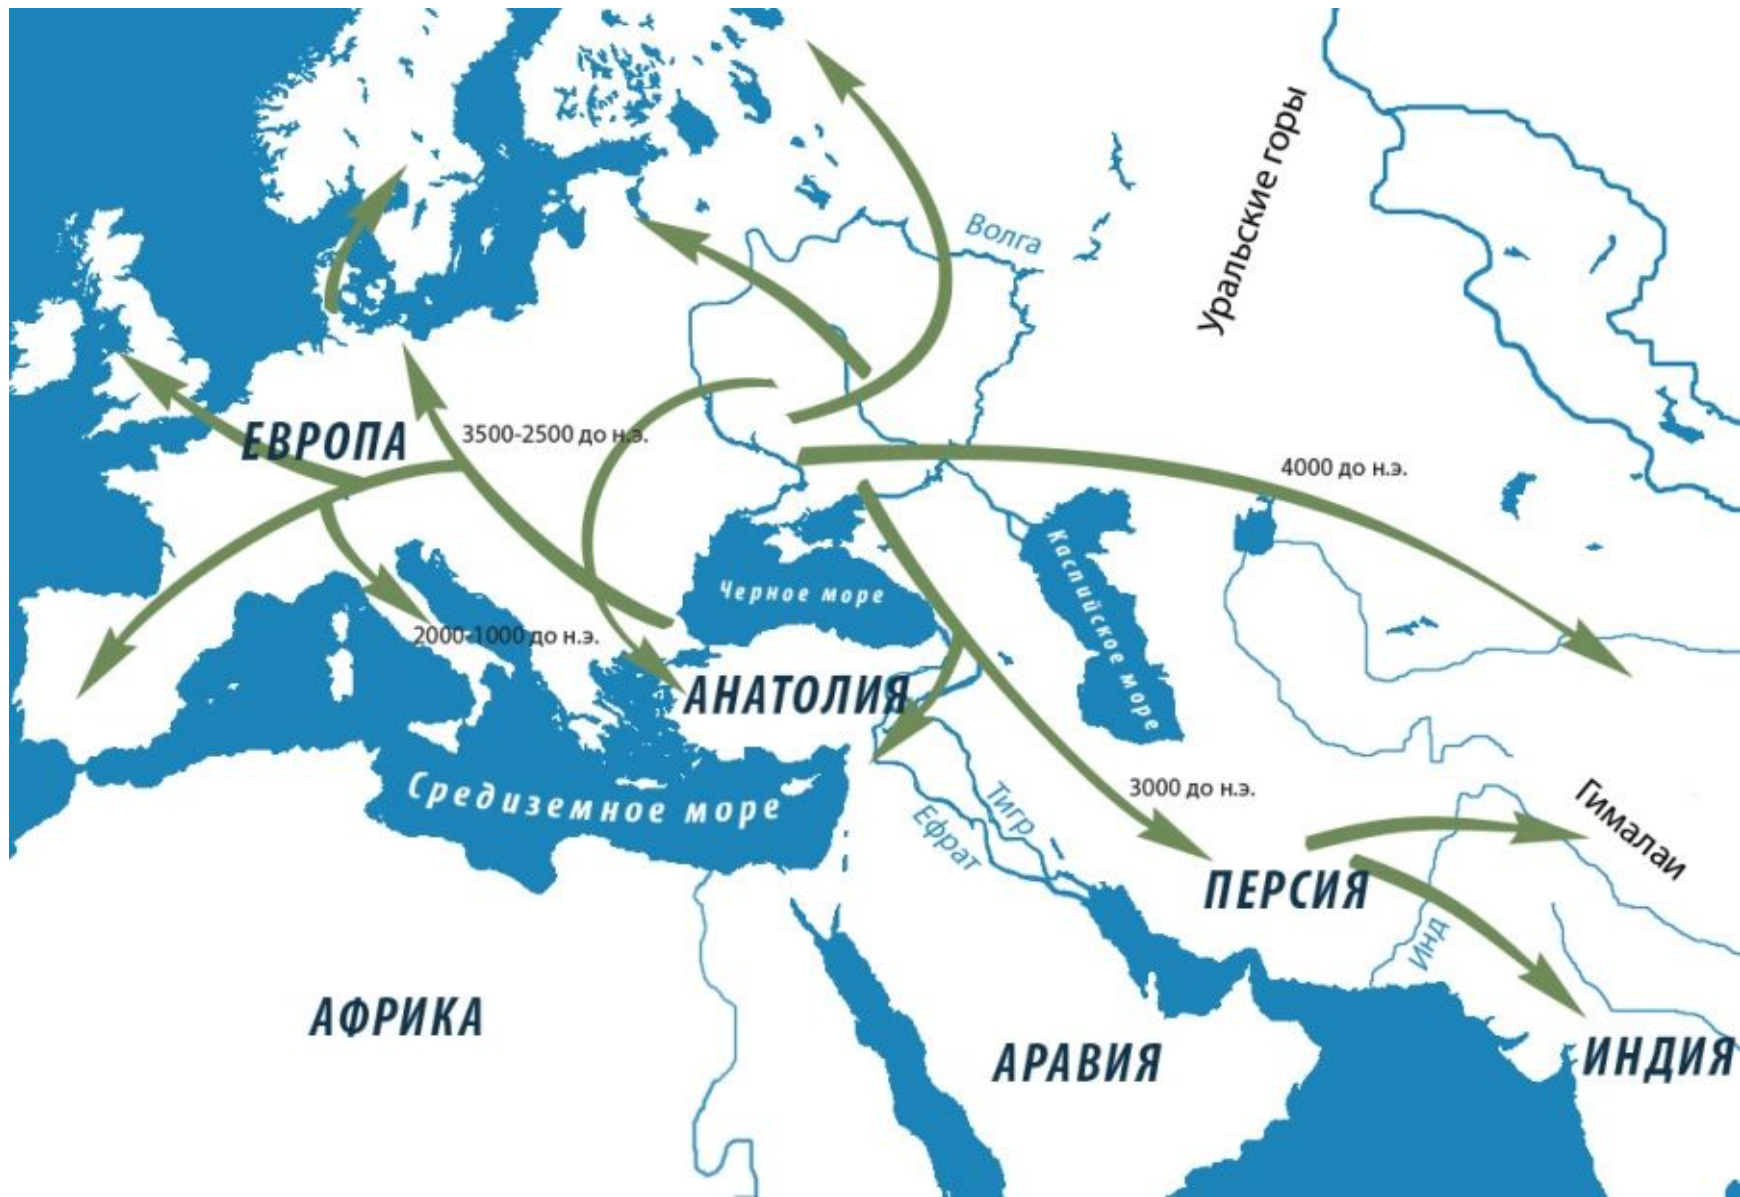 Уральские горы
Волга
ЕВРОПА
3500-2500 до н.э.
4000 до н.э.
Каспийское море
Черное море
2000-1000 до н.э.
АНАТОЛИЯ
Средиземное море
3000 до н.э.
Тигр
Ефрат
Гималаи
ПЕРСИЯ
Инд
АФРИКА
АРАВИЯ
ИНДИЯ